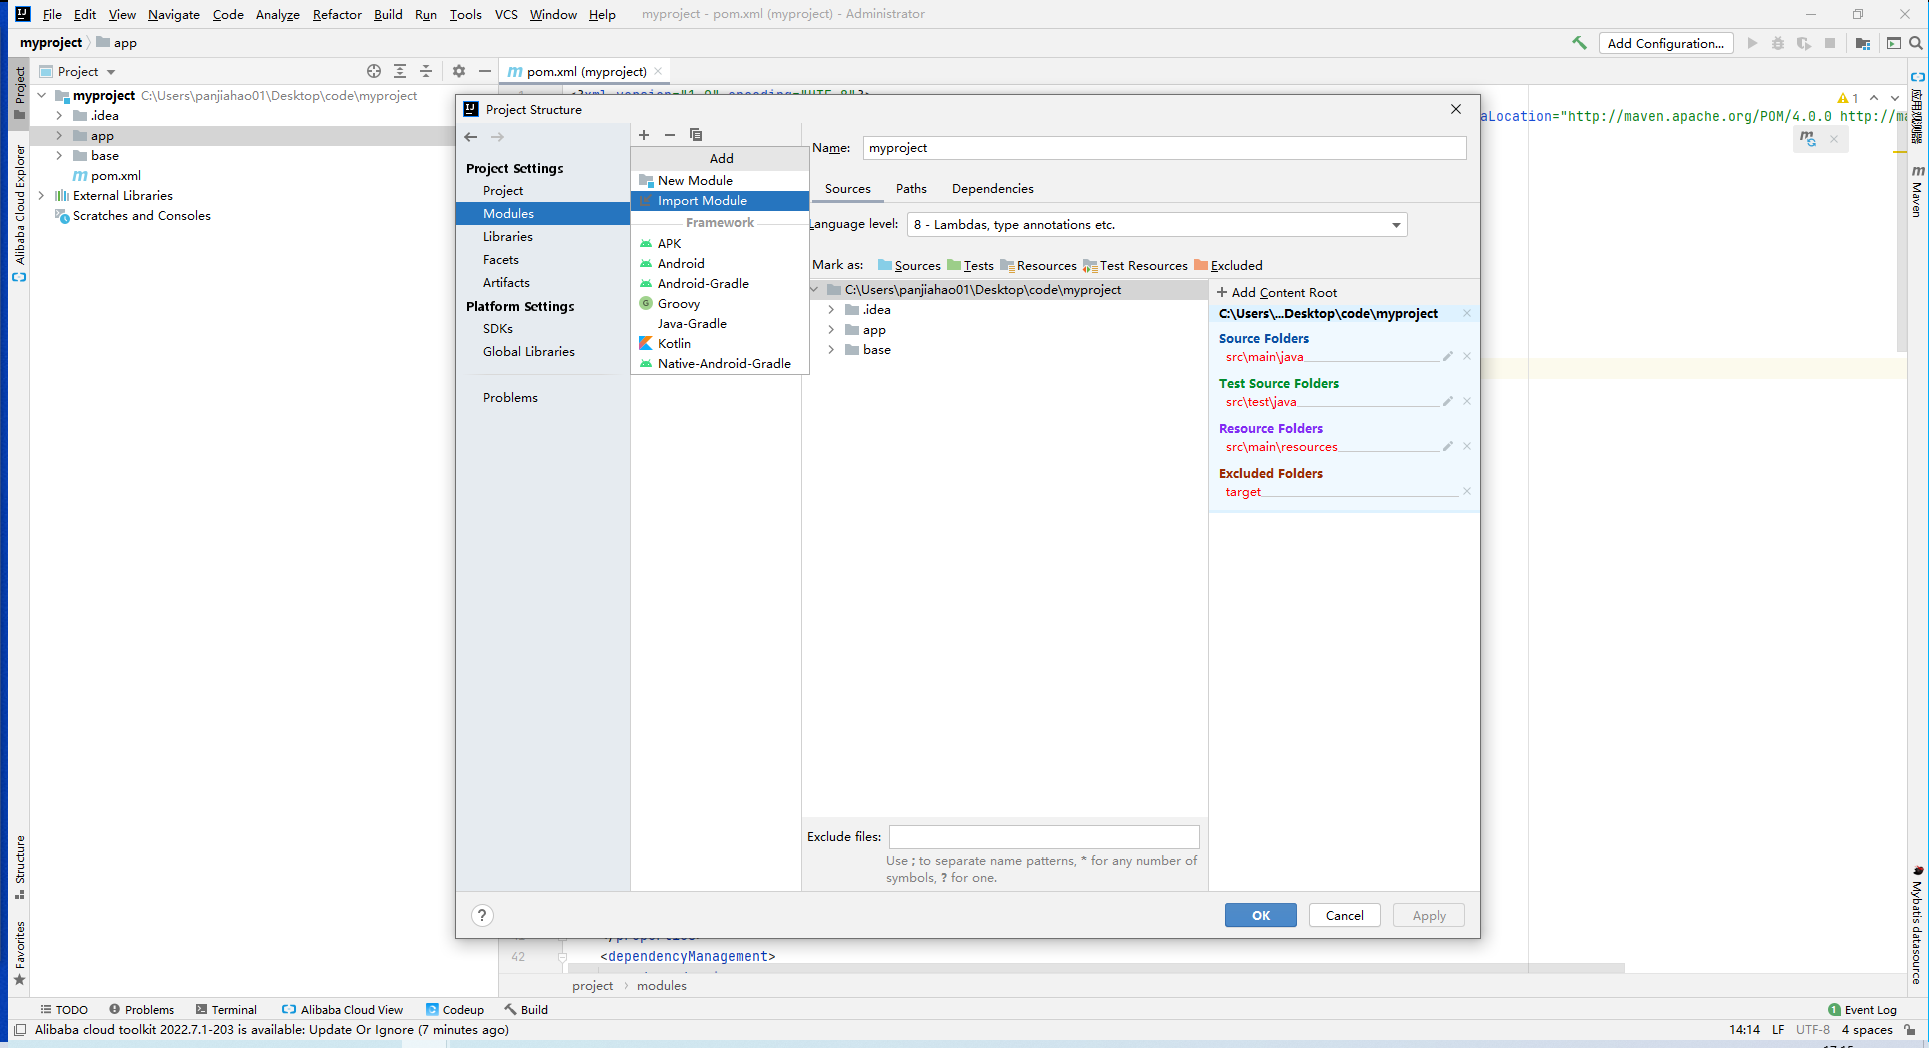 File Edit View Navigate Code Analyze Refactor Build Run Tools VCS Window Help myproject - pom.xml (myproject) - Administrator
myproject app
Add Configuration...
Project
pom.xml (myproject)
myproject C:\Users\panjiahao01\Desktop\code\myproject
.idea
app
base
pom.xml
External Libraries
Scratches and Consoles
Project
Alibaba Cloud Explorer
Structure
Favorites
1
aLocation="http://maven.apache.org/POM/4.0.0 http://ma
Maven
Mybatis datasource
Project Structure
Project Settings
Project
Modules
Libraries
Facets
Artifacts
Platform Settings
SDKs
Global Libraries
Problems
Add
New Module
Import Module
Framework
APK
Android
Android-Gradle
Groovy
Java-Gradle
Kotlin
Native-Android-Gradle
Name: myproject
Sources Paths Dependencies
Language level: 8 - Lambdas, type annotations etc.
Mark as: Sources Tests Resources Test Resources Excluded
C:\Users\panjiahao01\Desktop\code\myproject
.idea
app
base
+ Add Content Root
C:\Users\...Desktop\code\myproject
Source Folders
src\main\java
Test Source Folders
src\test\java
Resource Folders
src\main\resources
Excluded Folders
target
Exclude files:
Use ; to separate name patterns, * for any number of
symbols, ? for one.
?
OK Cancel Apply
42 <dependencyManagement>
project modules
TODO Problems Terminal Alibaba Cloud View Codeup Build
1 Event Log
Alibaba cloud toolkit 2022.7.1-203 is available: Update Or Ignore (7 minutes ago)
14:14 LF UTF-8 4 spaces